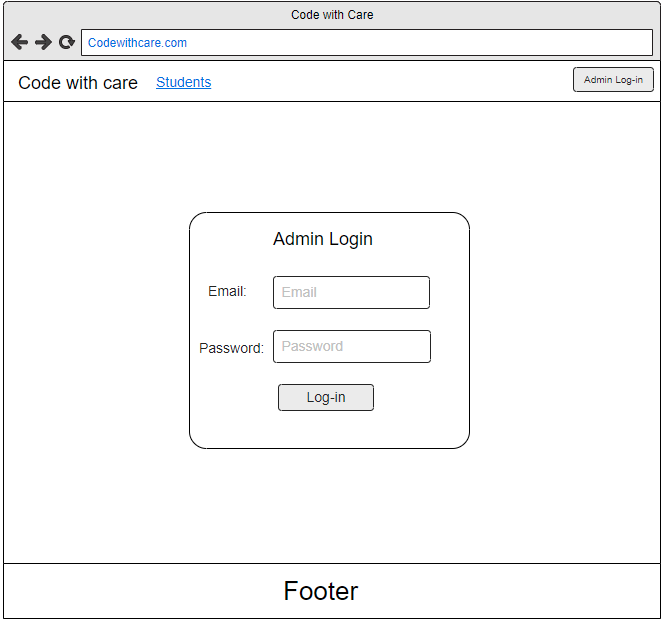 Code with Care
Codewithcare.com
Code with care Students Admin Log-in
Admin Login
Email: Email
Password: Password
Log-in
Footer